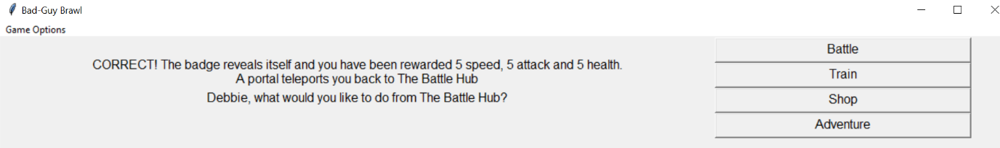 Bad-Guy Brawl
Game Options
CORRECT! The badge reveals itself and you have been rewarded 5 speed, 5 attack and 5 health.
A portal teleports you back to The Battle Hub
Debbie, what would you like to do from The Battle Hub?
Battle
Train
Shop
Adventure